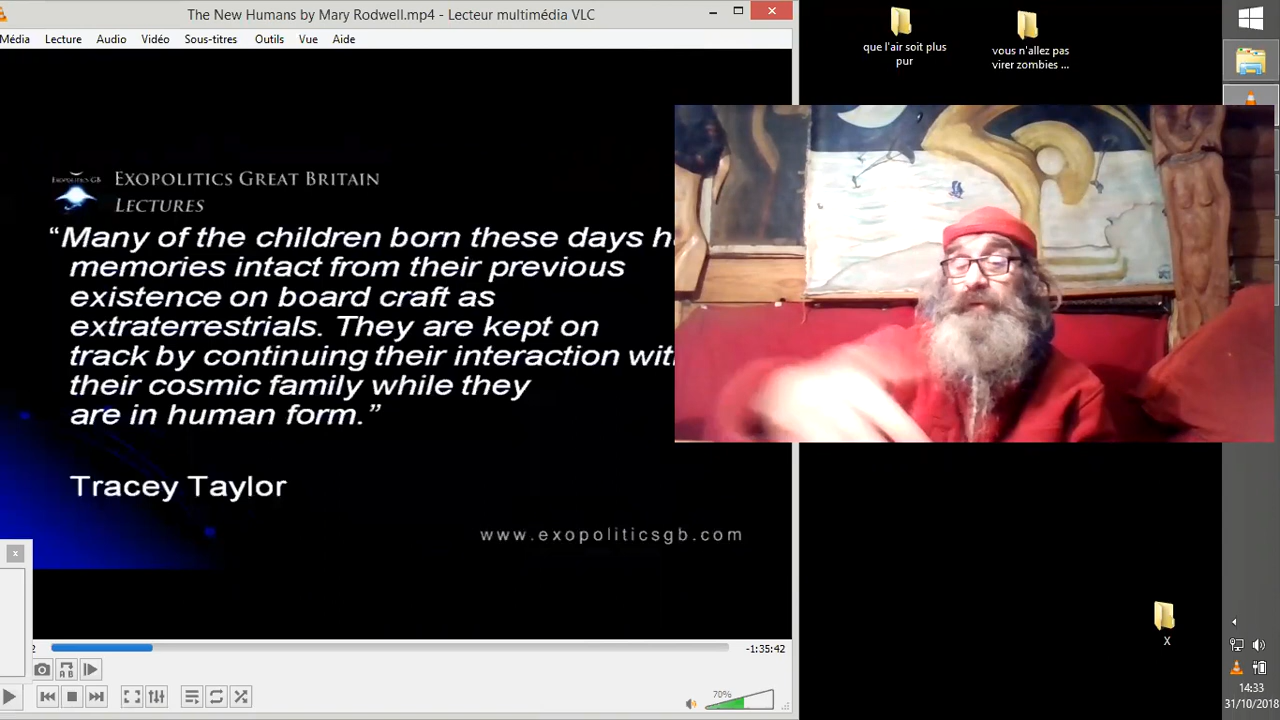 The New Humans by Mary Rodwell.mp4 - Lecteur multimédia VLC
Média Lecture Audio Vidéo Sous-titres Outils Vue Aide
EXOPOLITICS GB
EXOPOLITICS GREAT BRITAIN
LECTURES
“Many of the children born these days
memories intact from their previous
existence on board craft as
extraterrestrials. They are kept on
track by continuing their interaction
their cosmic family while they
are in human form.”
Tracey Taylor
www.exopoliticsgb.com
-1:35:42
70%
que l'air soit plus
pur
vous n'allez pas
virer zombies ...
X
14:33
31/10/2018